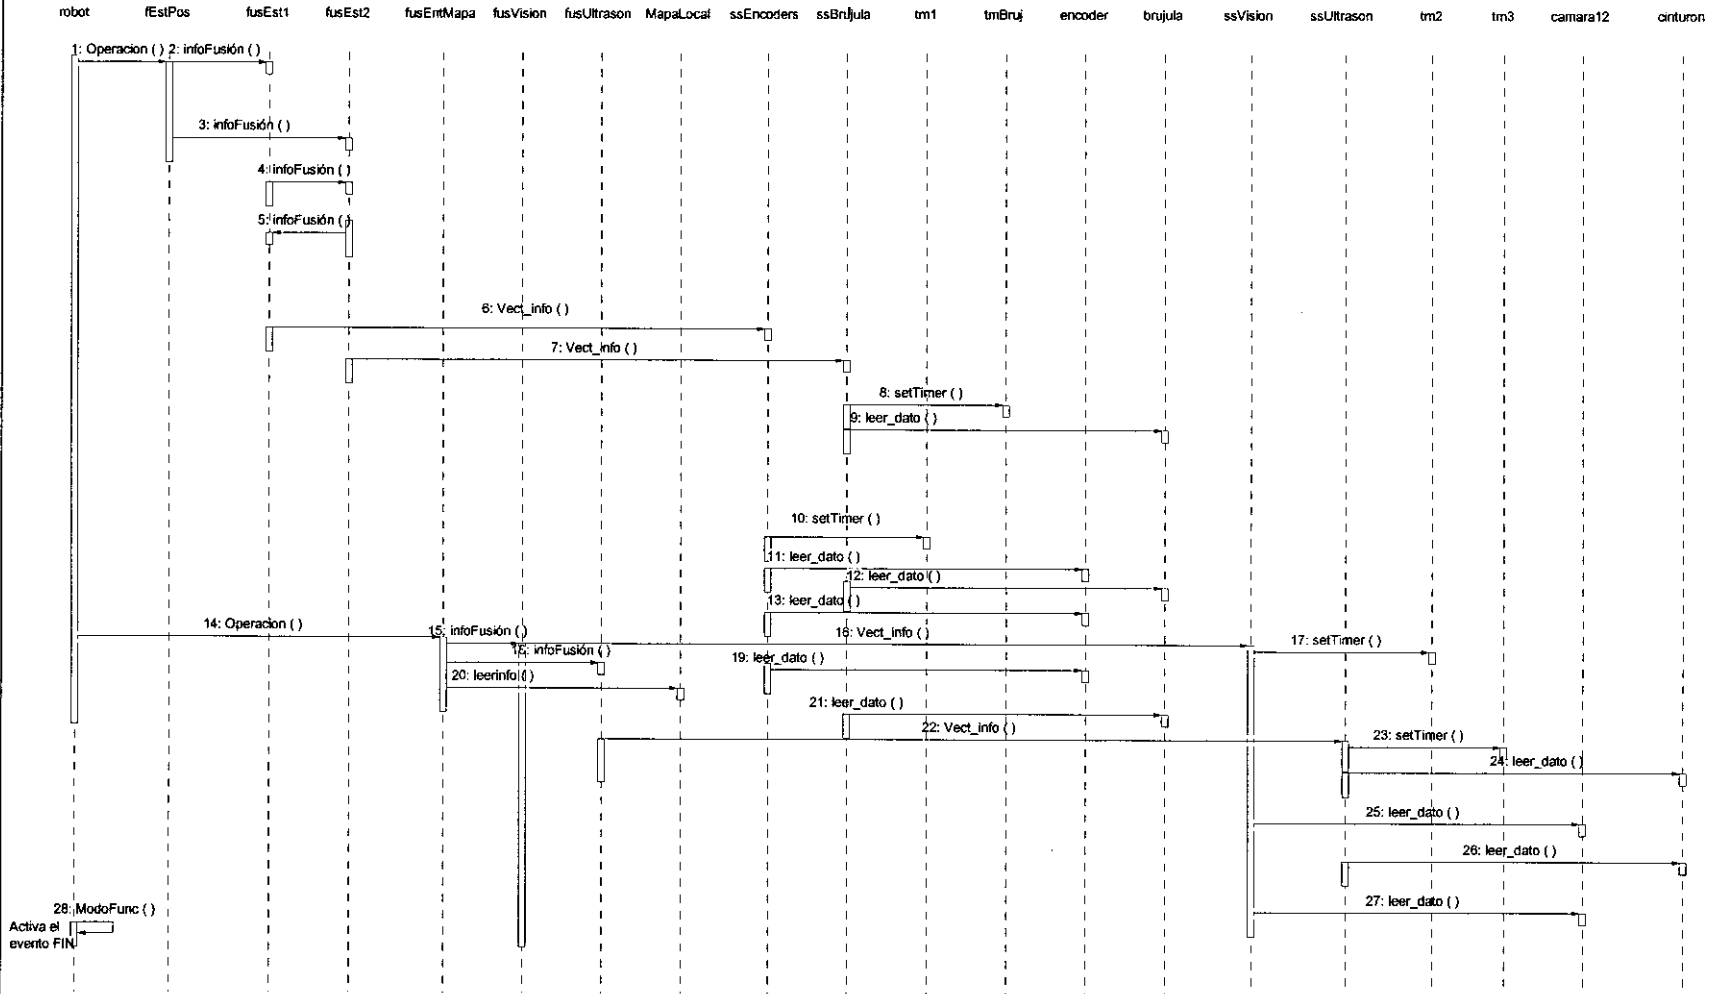 robot fEstPos fusEst1 fusEst2 fusEntMapa fusVision fusUltrason MapaLocal ssEncoders ssBrujula tm1 tmBruj encoder brujula ssVision ssUltrason tm2 tm3 camara12 cinturon
1: Operacion ( ) 2: infoFusión ( )
3: infoFusión ( )
4: infoFusión ( )
5: infoFusión ( )
6: Vect_info ( )
7: Vect_info ( )
8: setTimer ( )
9: leer_dato ( )
10: setTimer ( )
11: leer_dato ( )
12: leer_dato ( )
13: leer_dato ( )
14: Operacion ( )
15: infoFusión ( )
16: Vect_info ( )
17: setTimer ( )
18: infoFusión ( )
19: leer_dato ( )
20: leerinfo ( )
21: leer_dato ( )
22: Vect_info ( )
23: setTimer ( )
24: leer_dato ( )
25: leer_dato ( )
26: leer_dato ( )
27: leer_dato ( )
28: ModoFunc ( )
Activa el
evento FIN